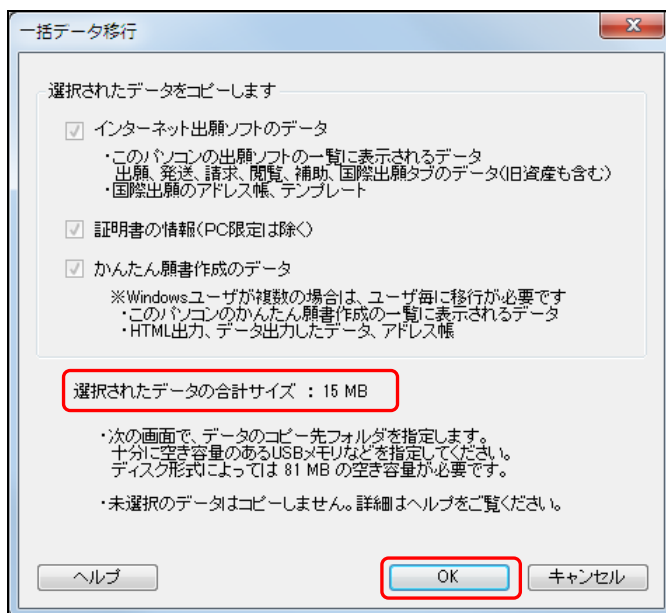 一括データ移行
選択されたデータをコピーします
インターネット出願ソフトのデータ
・このパソコンの出願ソフトの一覧に表示されるデータ
出願、発送、請求、閲覧、補助、国際出願タブのデータ(旧資産も含む)
・国際出願のアドレス帳、テンプレート
証明書の情報(PC限定は除く)
かんたん願書作成のデータ
※Windowsユーザが複数の場合は、ユーザ毎に移行が必要です
・このパソコンのかんたん願書作成の一覧に表示されるデータ
・HTML出力、データ出力したデータ、アドレス帳
選択されたデータの合計サイズ : 15 MB
・次の画面で、データのコピー先フォルダを指定します。
十分に空き容量のあるUSBメモリなどを指定してください。
ディスク形式によっては 81 MB の空き容量が必要です。
・未選択のデータはコピーしません。詳細はヘルプをご覧ください。
ヘルプ
OK
キャンセル